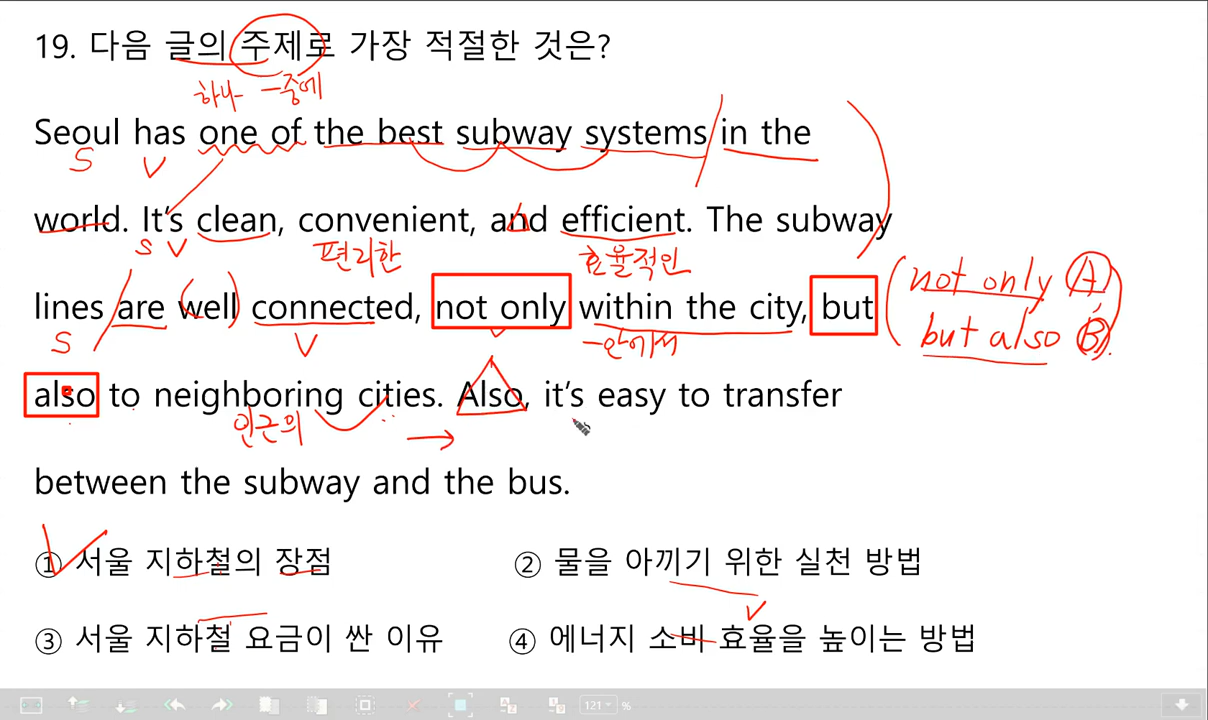 19. 다음 글의 주제로 가장 적절한 것은?
하나 -중에
Seoul has one of the best subway systems in the
S V
world. It's clean, convenient, and efficient. The subway
S V 편리한 효율적인
lines are well connected, not only within the city, but
S V -안에서
(not only Ⓐ
but also Ⓑ).
also to neighboring cities. Also, it's easy to transfer
인근의
between the subway and the bus.
① 서울 지하철의 장점 ② 물을 아끼기 위한 실천 방법
③ 서울 지하철 요금이 싼 이유 ④ 에너지 소비 효율을 높이는 방법
121 %